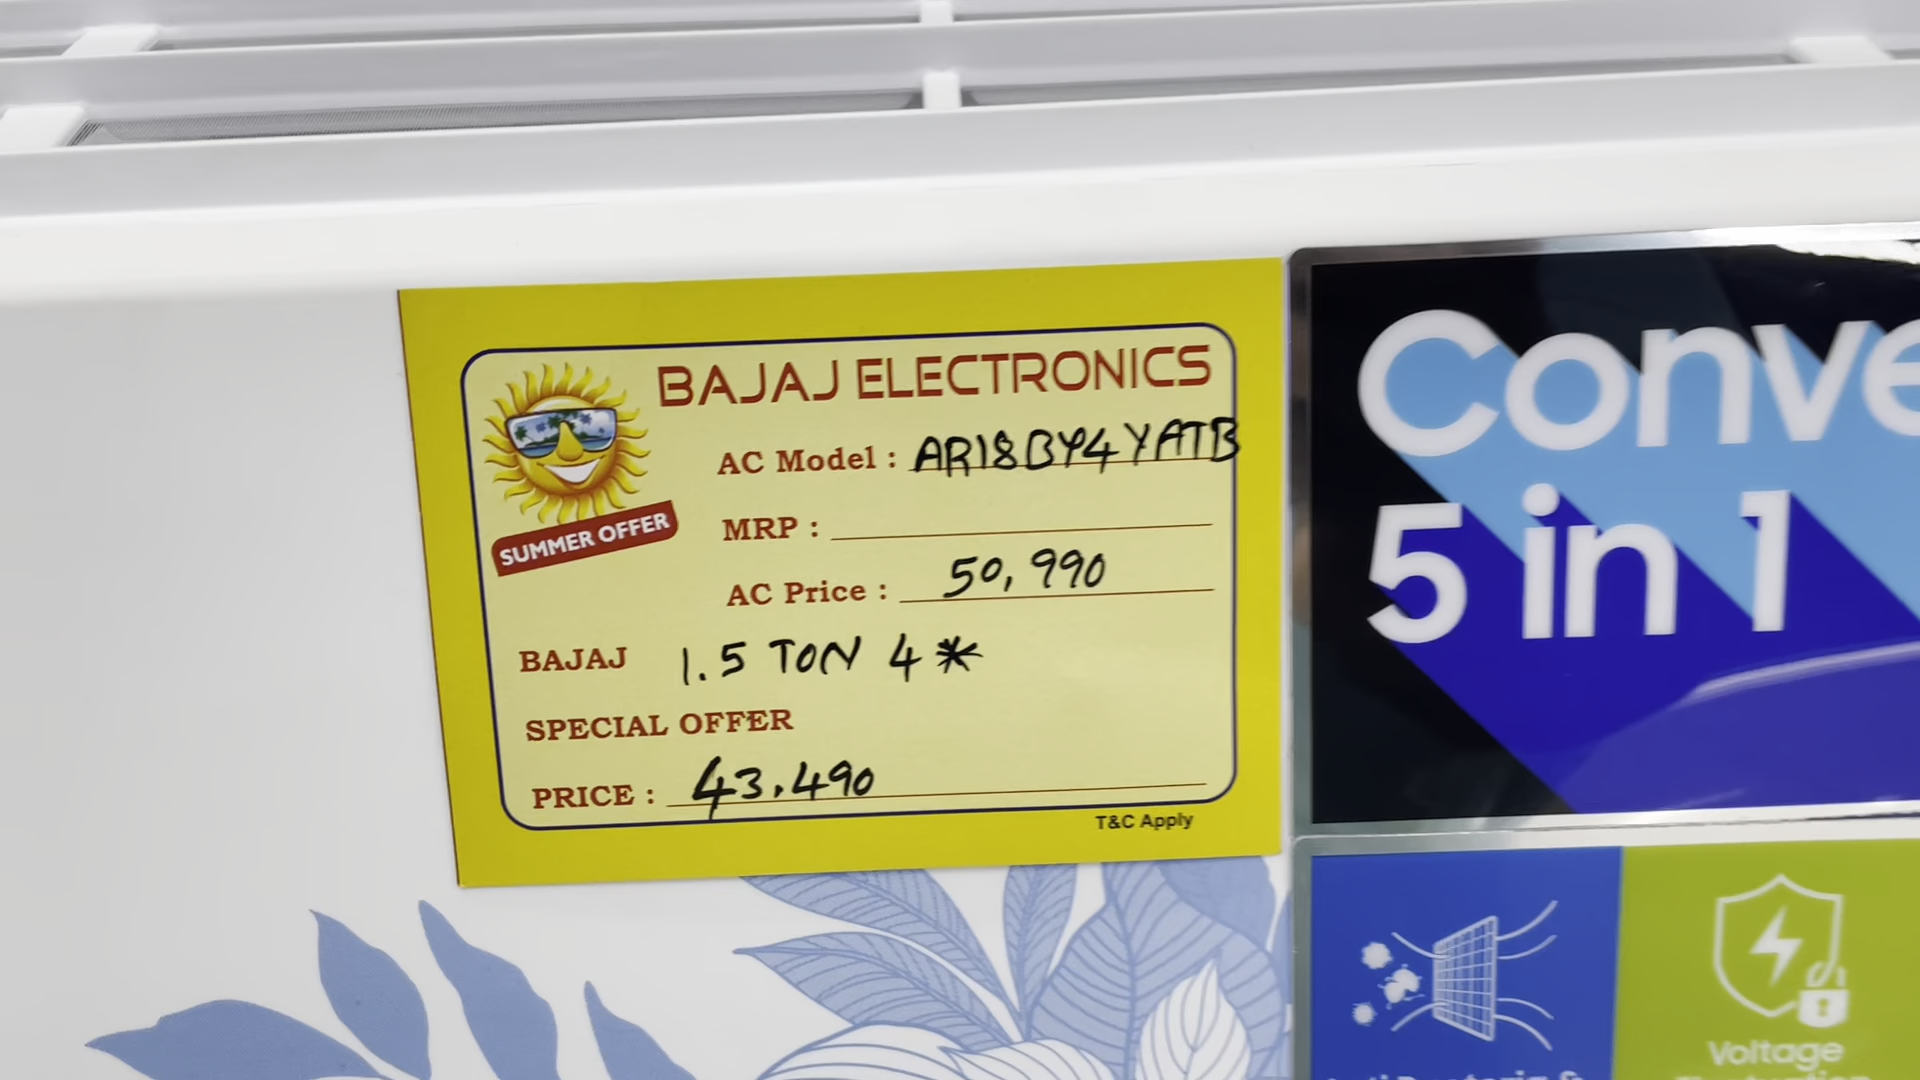 BAJAJ ELECTRONICS
AC Model : AR18BY4YATB
SUMMER OFFER
MRP :
AC Price : 50,990
BAJAJ 1.5 TON 4*
SPECIAL OFFER
PRICE : 43.490
T&C Apply
Conve
5 in 1
Voltage